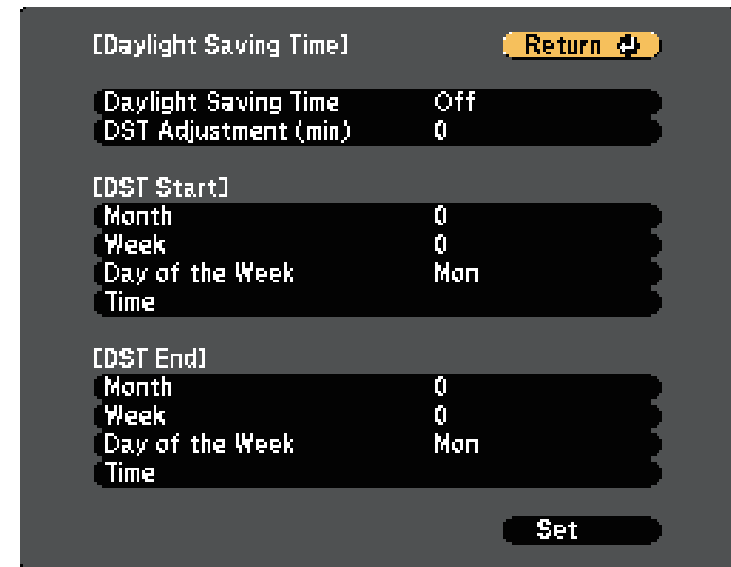 [Daylight Saving Time] Return
Daylight Saving Time Off
DST Adjustment (min) 0
[DST Start]
Month 0
Week 0
Day of the Week Mon
Time
[DST End]
Month 0
Week 0
Day of the Week Mon
Time
Set